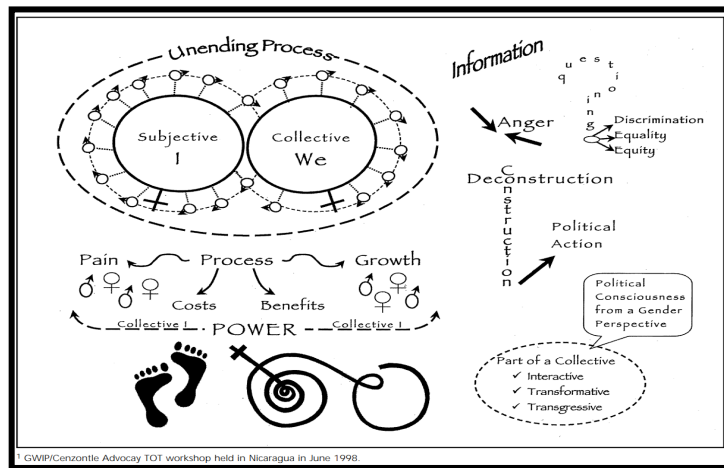 Unending Process
Subjective
I
Collective
We
Pain
Process
Growth
Costs
Benefits
Collective I
POWER
Collective I
Information
questioning
Anger
Discrimination
Equality
Equity
Deconstruction
Construction
Political
Action
Political
Consciousness
from a Gender
Perspective
Part of a Collective
✓ Interactive
✓ Transformative
✓ Transgressive
1 GWIP/Cenzontle Advocay TOT workshop held in Nicaragua in June 1998.